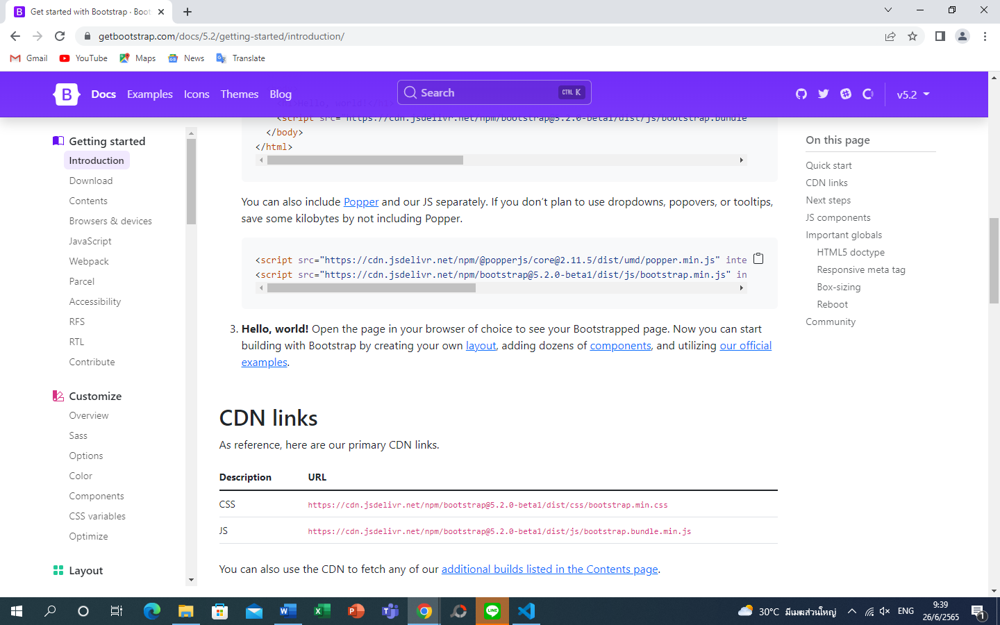 Get started with Bootstrap · Boot
getbootstrap.com/docs/5.2/getting-started/introduction/
Gmail
YouTube
Maps
News
Translate
B
Docs
Examples
Icons
Themes
Blog
Search
CTRL K
v5.2
Getting started
Introduction
Download
Contents
Browsers & devices
JavaScript
Webpack
Parcel
Accessibility
RFS
RTL
Contribute
Customize
Overview
Sass
Options
Color
Components
CSS variables
Optimize
Layout
<script src="https://cdn.jsdelivr.net/npm/bootstrap@5.2.0-beta1/dist/js/bootstrap.bundle
</body>
</html>
You can also include Popper and our JS separately. If you don’t plan to use dropdowns, popovers, or tooltips,
save some kilobytes by not including Popper.
<script src="https://cdn.jsdelivr.net/npm/@popperjs/core@2.11.5/dist/umd/popper.min.js" inte
<script src="https://cdn.jsdelivr.net/npm/bootstrap@5.2.0-beta1/dist/js/bootstrap.min.js" in
3. Hello, world! Open the page in your browser of choice to see your Bootstrapped page. Now you can start
building with Bootstrap by creating your own layout, adding dozens of components, and utilizing our official
examples.
CDN links
As reference, here are our primary CDN links.
Description URL
CSS https://cdn.jsdelivr.net/npm/bootstrap@5.2.0-beta1/dist/css/bootstrap.min.css
JS https://cdn.jsdelivr.net/npm/bootstrap@5.2.0-beta1/dist/js/bootstrap.bundle.min.js
You can also use the CDN to fetch any of our additional builds listed in the Contents page.
On this page
Quick start
CDN links
Next steps
JS components
Important globals
HTML5 doctype
Responsive meta tag
Box-sizing
Reboot
Community
30°C มีเมฆส่วนใหญ่
ENG
9:39
26/6/2565
1